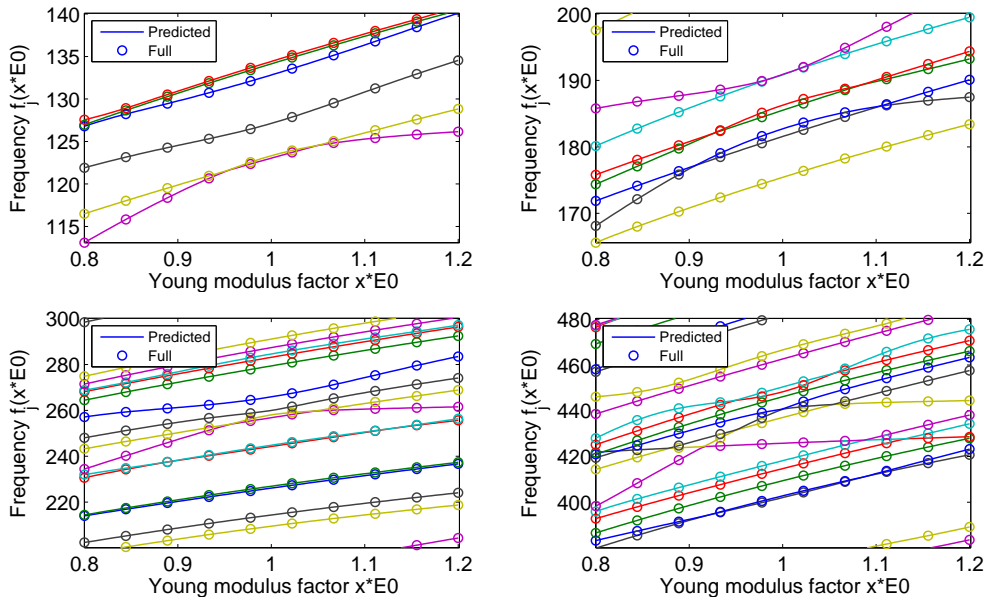 140
135
130
125
120
115
0.8
0.9
1
1.1
1.2
Young modulus factor x*E0
Frequency f_j(x*E0)
Predicted
Full
200
190
180
170
0.8
0.9
1
1.1
1.2
Young modulus factor x*E0
Frequency f_j(x*E0)
Predicted
Full
300
280
260
240
220
0.8
0.9
1
1.1
1.2
Young modulus factor x*E0
Frequency f_j(x*E0)
Predicted
Full
480
460
440
420
400
0.8
0.9
1
1.1
1.2
Young modulus factor x*E0
Frequency f_j(x*E0)
Predicted
Full